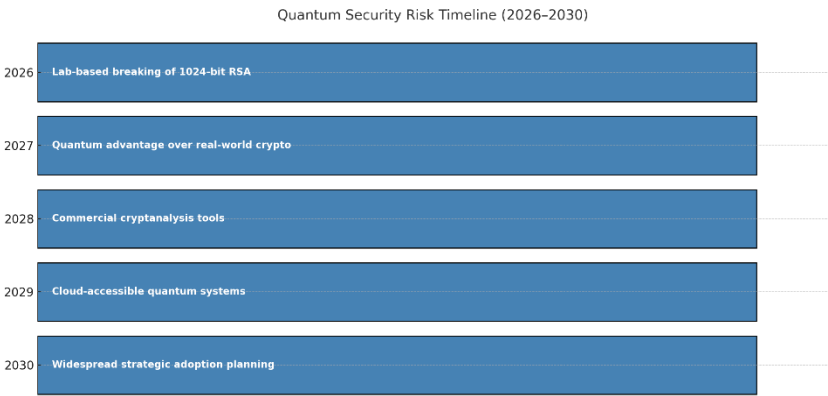 Quantum Security Risk Timeline (2026–2030)
2026 Lab-based breaking of 1024-bit RSA
2027 Quantum advantage over real-world crypto
2028 Commercial cryptanalysis tools
2029 Cloud-accessible quantum systems
2030 Widespread strategic adoption planning